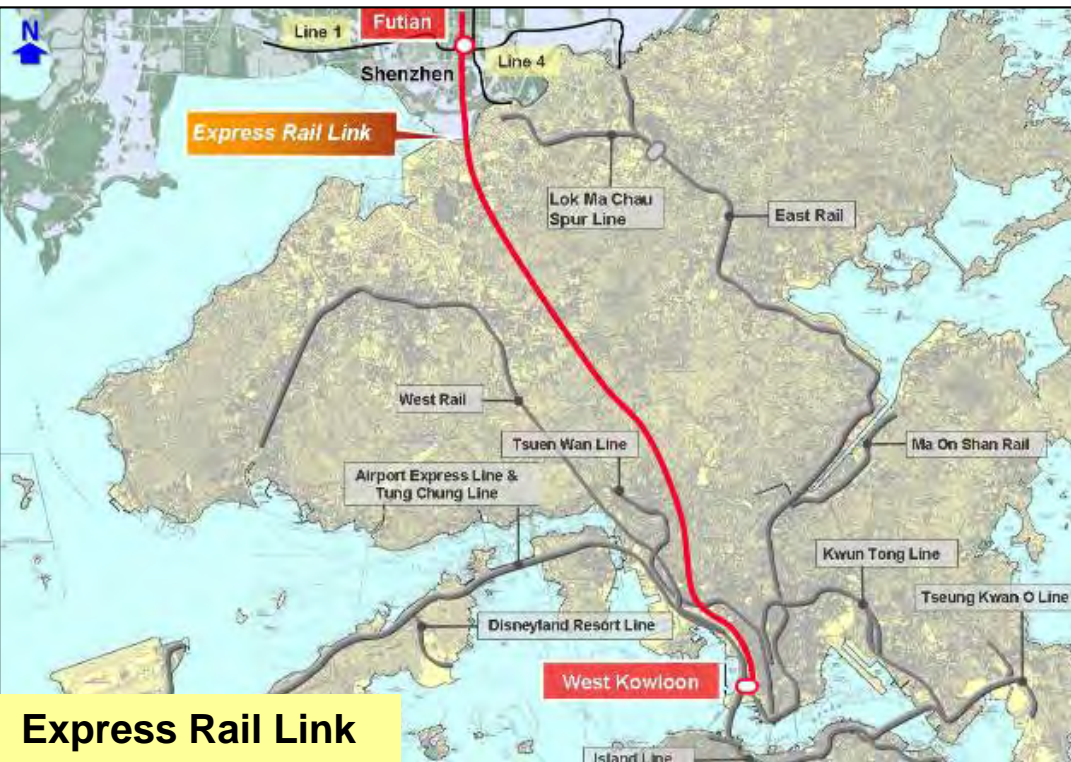 N
Futian
Line 1
Shenzhen
Line 4
Express Rail Link
Lok Ma Chau
Spur Line
East Rail
West Rail
Tsuen Wan Line
Ma On Shan Rail
Airport Express Line &
Tung Chung Line
Kwun Tong Line
Tseung Kwan O Line
Disneyland Resort Line
West Kowloon
Express Rail Link
Island Line